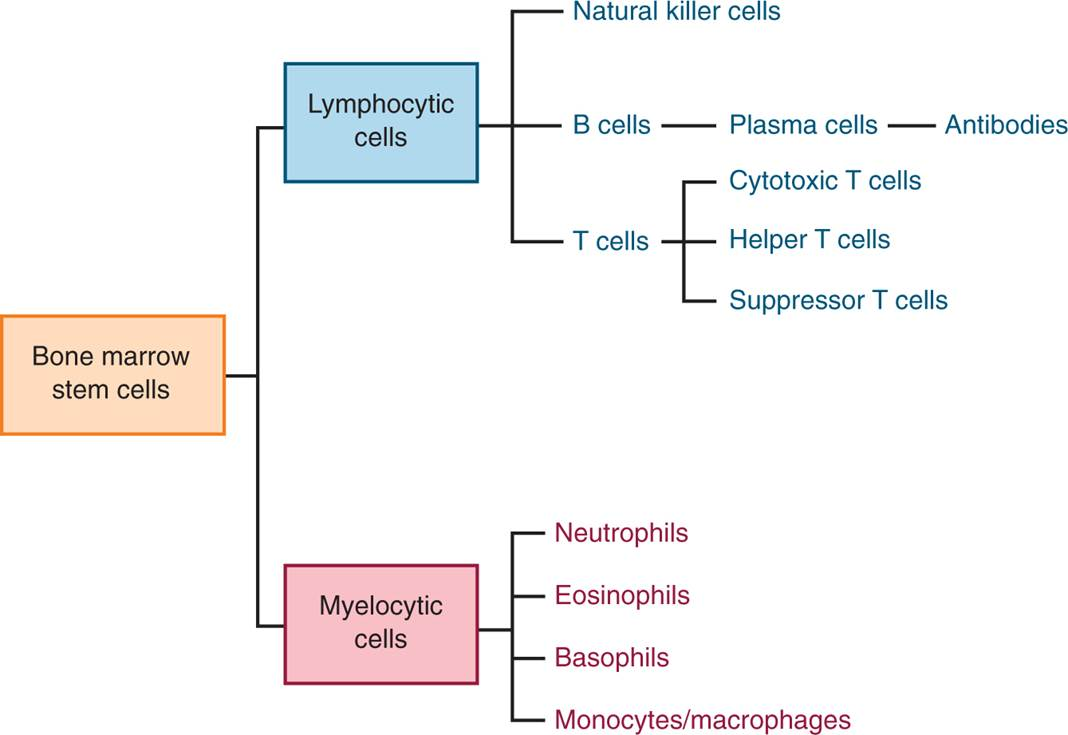 Natural killer cells
Lymphocytic
cells
B cells
Plasma cells
Antibodies
Cytotoxic T cells
T cells
Helper T cells
Suppressor T cells
Bone marrow
stem cells
Neutrophils
Eosinophils
Myelocytic
cells
Basophils
Monocytes/macrophages